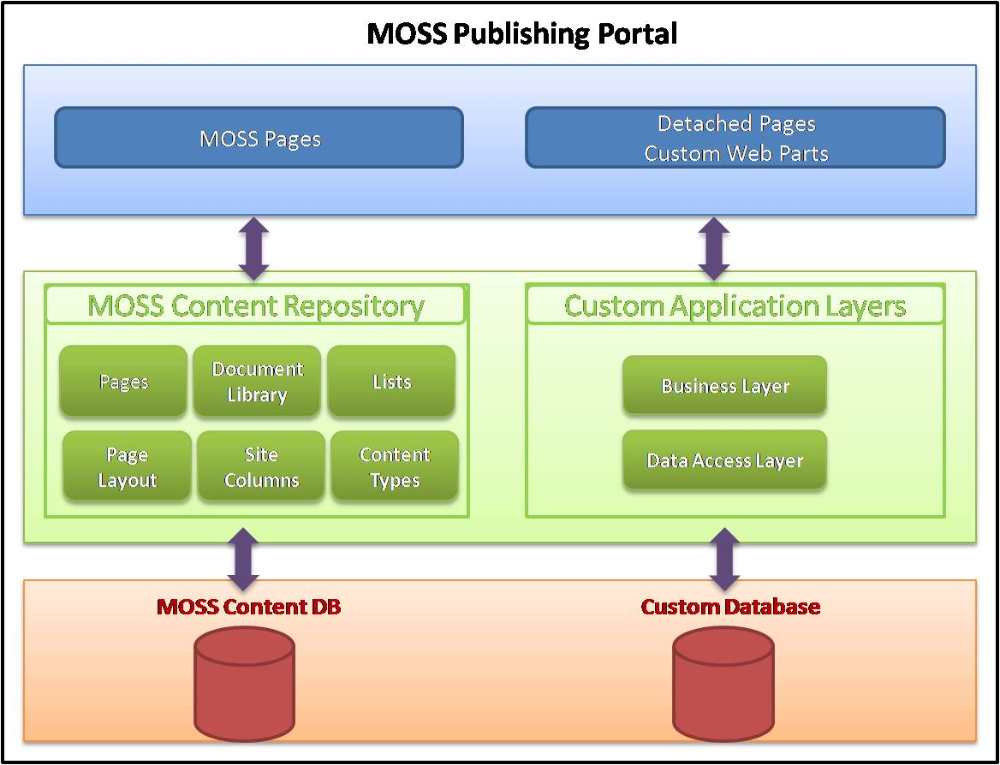 MOSS Publishing Portal
MOSS Pages
Detached Pages
Custom Web Parts
MOSS Content Repository
Custom Application Layers
Pages
Document
Library
Lists
Page
Layout
Site
Columns
Content
Types
Business Layer
Data Access Layer
MOSS Content DB
Custom Database